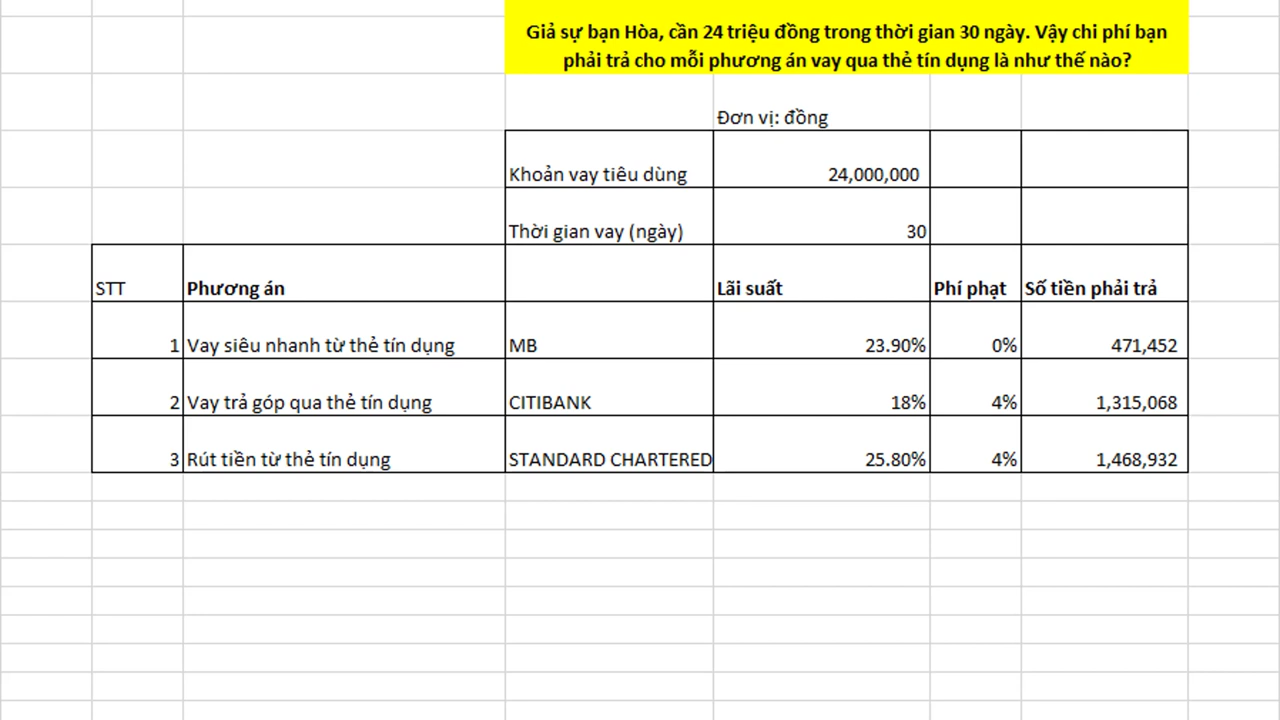 Giả sự bạn Hòa, cần 24 triệu đồng trong thời gian 30 ngày. Vậy chi phí bạn
phải trả cho mỗi phương án vay qua thẻ tín dụng là như thế nào?
Đơn vị: đồng
Khoản vay tiêu dùng 24,000,000
Thời gian vay (ngày) 30
STT Phương án Lãi suất Phí phạt Số tiền phải trả
1 Vay siêu nhanh từ thẻ tín dụng MB 23.90% 0% 471,452
2 Vay trả góp qua thẻ tín dụng CITIBANK 18% 4% 1,315,068
3 Rút tiền từ thẻ tín dụng STANDARD CHARTERED 25.80% 4% 1,468,932